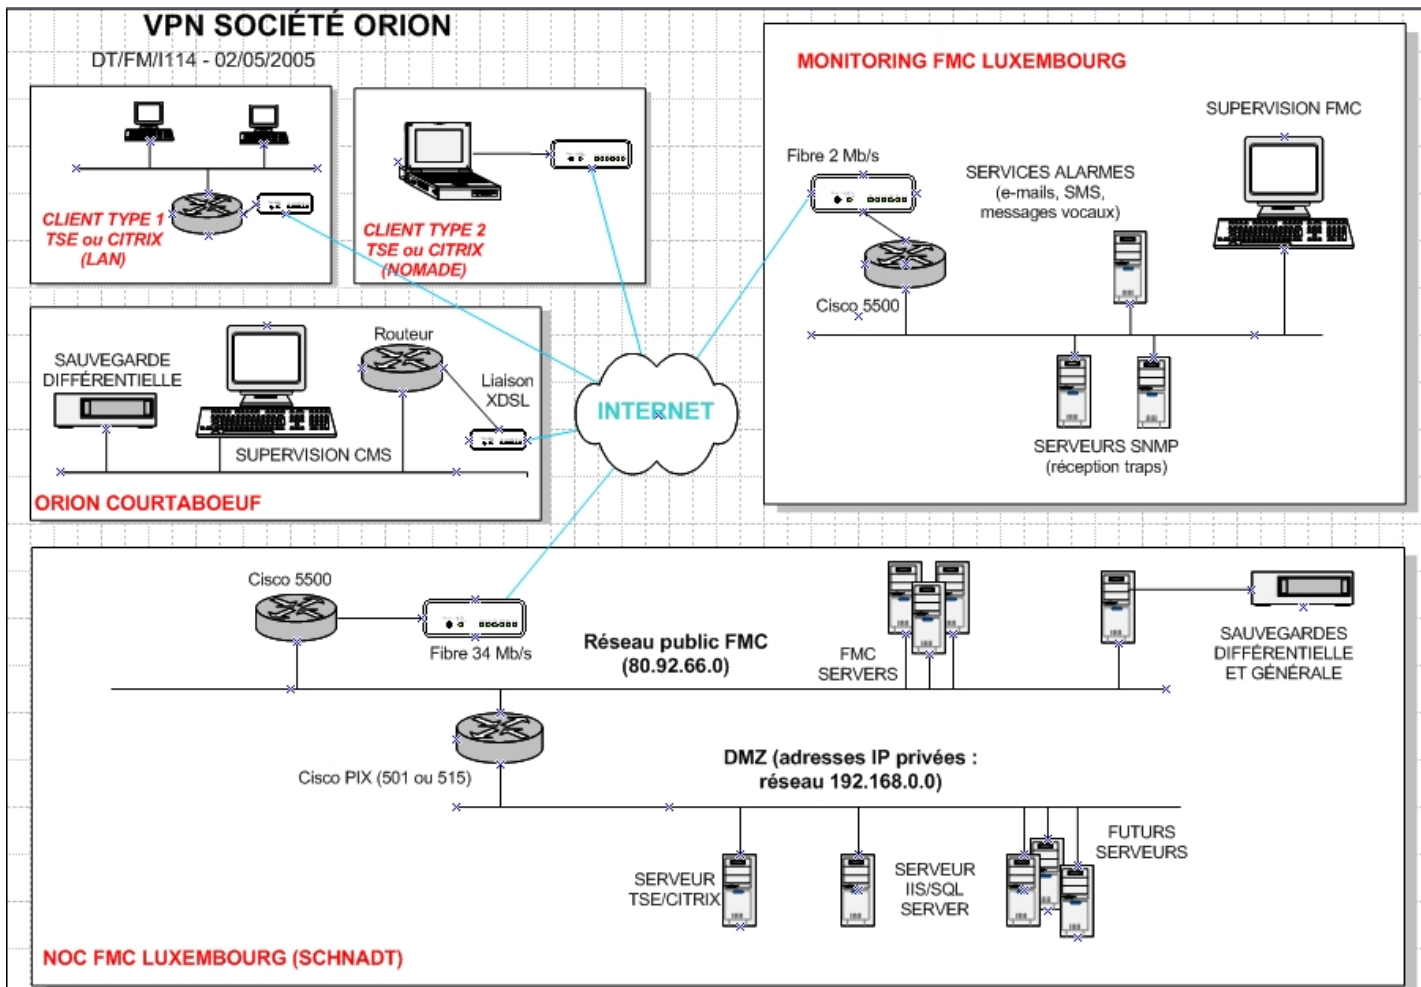 VPN SOCIÉTÉ ORION
DT/FM/I114 - 02/05/2005
CLIENT TYPE 1
TSE ou CITRIX
(LAN)
CLIENT TYPE 2
TSE ou CITRIX
(NOMADE)
MONITORING FMC LUXEMBOURG
SUPERVISION FMC
Fibre 2 Mb/s
SERVICES ALARMES
(e-mails, SMS,
messages vocaux)
Cisco 5500
SERVEURS SNMP
(réception traps)
Routeur
SAUVEGARDE
DIFFÉRENTIELLE
Liaison
XDSL
SUPERVISION CMS
ORION COURTABOEUF
INTERNET
Cisco 5500
Fibre 34 Mb/s
Réseau public FMC
(80.92.66.0)
FMC
SERVERS
SAUVEGARDES
DIFFÉRENTIELLE
ET GÉNÉRALE
Cisco PIX (501 ou 515)
DMZ (adresses IP privées :
réseau 192.168.0.0)
SERVEUR
TSE/CITRIX
SERVEUR
IIS/SQL
SERVER
FUTURS
SERVEURS
NOC FMC LUXEMBOURG (SCHNADT)